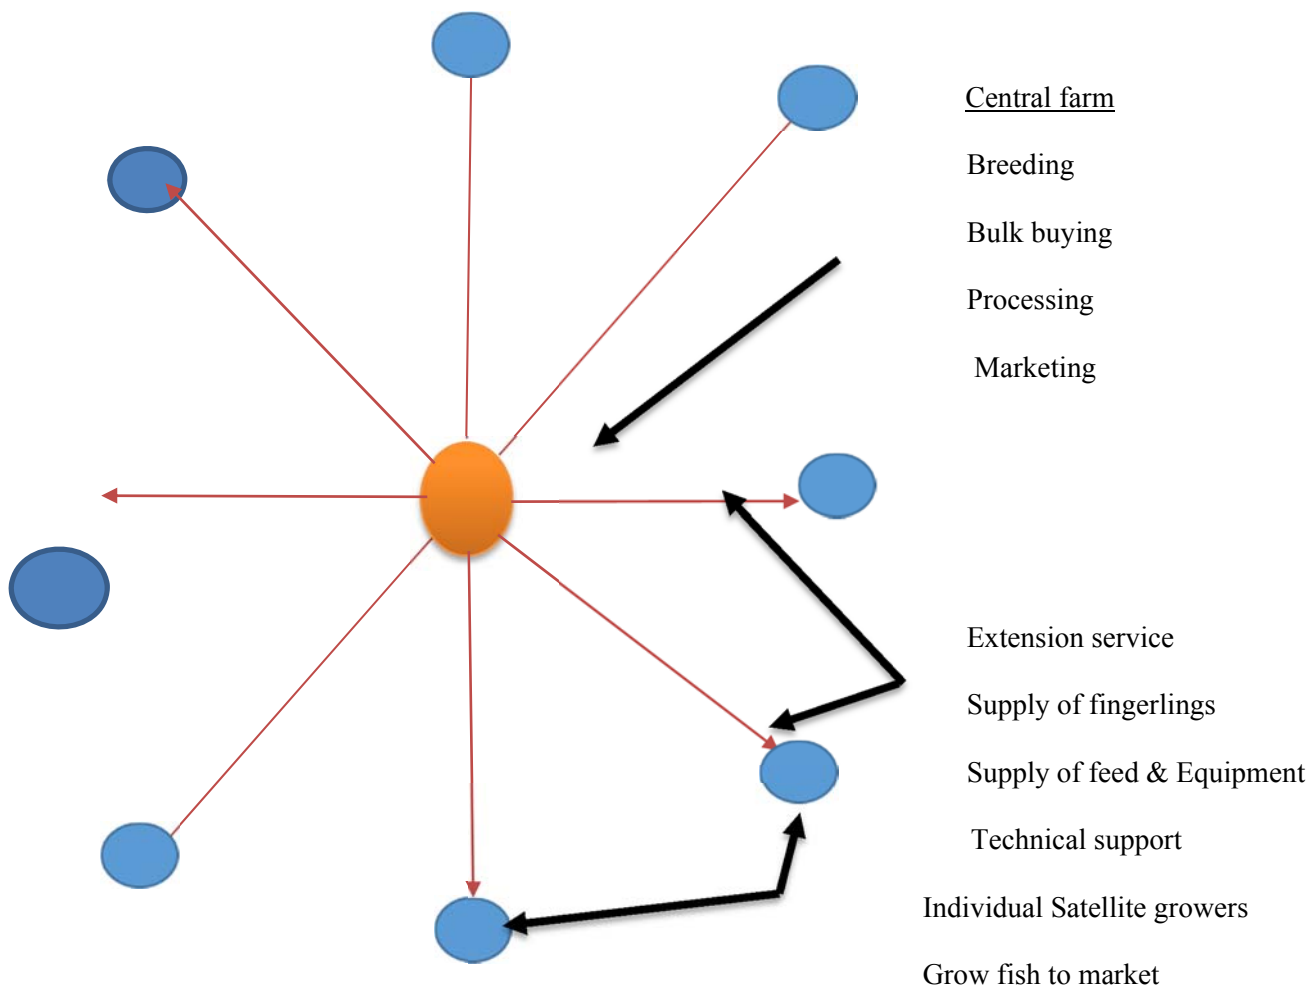 Central farm
Breeding
Bulk buying
Processing
Marketing
Extension service
Supply of fingerlings
Supply of feed & Equipment
Technical support
Individual Satellite growers
Grow fish to market